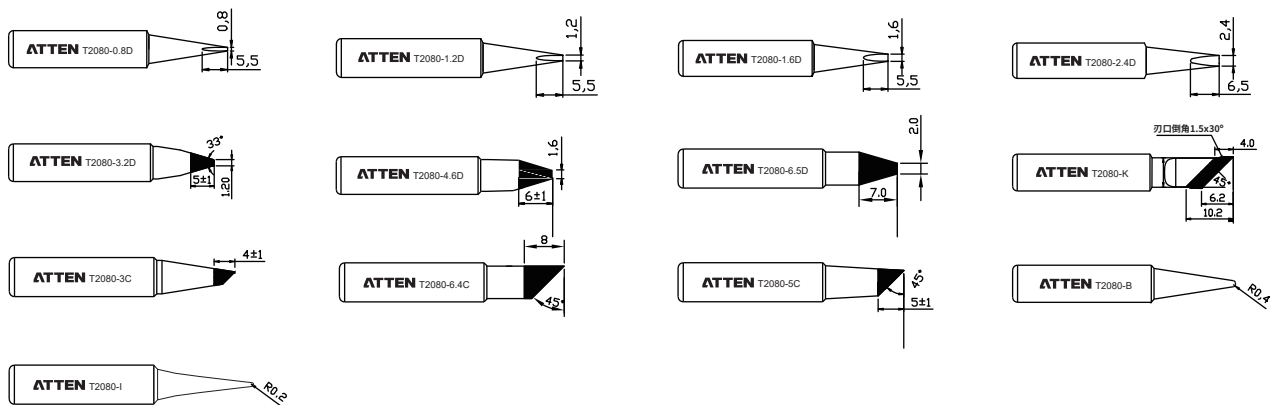 0,8
ATTEN T2080-0.8D
5,5
1,2
ATTEN T2080-1.2D
5,5
1,6
ATTEN T2080-1.6D
5,5
2,4
ATTEN T2080-2.4D
6,5
33°
ATTEN T2080-3.2D
5±1
1.20
1,6
ATTEN T2080-4.6D
6±1
2.0
ATTEN T2080-6.5D
7.0
刃口倒角1.5x30°
4.0
ATTEN T2080-K
45°
6.2
10.2
4±1
ATTEN T2080-3C
8
ATTEN T2080-6.4C
45°
ATTEN T2080-5C
45°
5±1
ATTEN T2080-B
R0,4
ATTEN T2080-I
R0.2